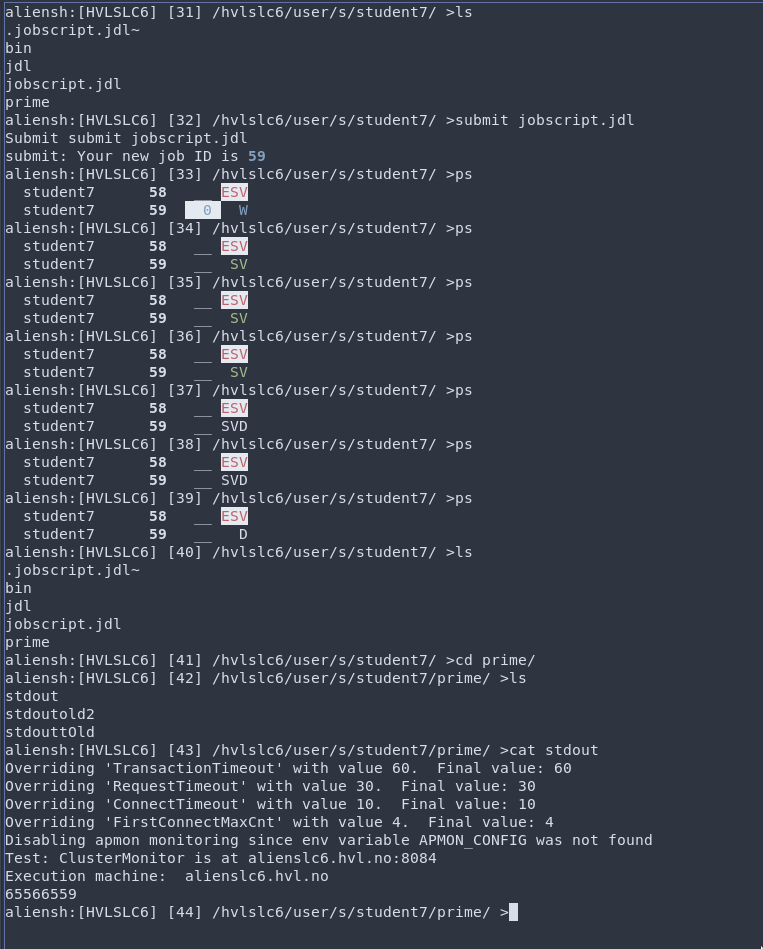 aliensh:[HVLSLC6] [31] /hvlslc6/user/s/student7/ >ls
.jobscript.jdl~
bin
jdl
jobscript.jdl
prime
aliensh:[HVLSLC6] [32] /hvlslc6/user/s/student7/ >submit jobscript.jdl
Submit submit jobscript.jdl
submit: Your new job ID is 59
aliensh:[HVLSLC6] [33] /hvlslc6/user/s/student7/ >ps
  student7      58   __ ESV
  student7      59    0   W
aliensh:[HVLSLC6] [34] /hvlslc6/user/s/student7/ >ps
  student7      58   __ ESV
  student7      59   __  SV
aliensh:[HVLSLC6] [35] /hvlslc6/user/s/student7/ >ps
  student7      58   __ ESV
  student7      59   __  SV
aliensh:[HVLSLC6] [36] /hvlslc6/user/s/student7/ >ps
  student7      58   __ ESV
  student7      59   __  SV
aliensh:[HVLSLC6] [37] /hvlslc6/user/s/student7/ >ps
  student7      58   __ ESV
  student7      59   __ SVD
aliensh:[HVLSLC6] [38] /hvlslc6/user/s/student7/ >ps
  student7      58   __ ESV
  student7      59   __ SVD
aliensh:[HVLSLC6] [39] /hvlslc6/user/s/student7/ >ps
  student7      58   __ ESV
  student7      59   __   D
aliensh:[HVLSLC6] [40] /hvlslc6/user/s/student7/ >ls
.jobscript.jdl~
bin
jdl
jobscript.jdl
prime
aliensh:[HVLSLC6] [41] /hvlslc6/user/s/student7/ >cd prime/
aliensh:[HVLSLC6] [42] /hvlslc6/user/s/student7/prime/ >ls
stdout
stdoutold2
stdouttOld
aliensh:[HVLSLC6] [43] /hvlslc6/user/s/student7/prime/ >cat stdout
Overriding 'TransactionTimeout' with value 60.  Final value: 60
Overriding 'RequestTimeout' with value 30.  Final value: 30
Overriding 'ConnectTimeout' with value 10.  Final value: 10
Overriding 'FirstConnectMaxCnt' with value 4.  Final value: 4
Disabling apmon monitoring since env variable APMON_CONFIG was not found
Test: ClusterMonitor is at alienslc6.hvl.no:8084
Execution machine:  alienslc6.hvl.no
65566559
aliensh:[HVLSLC6] [44] /hvlslc6/user/s/student7/prime/ >